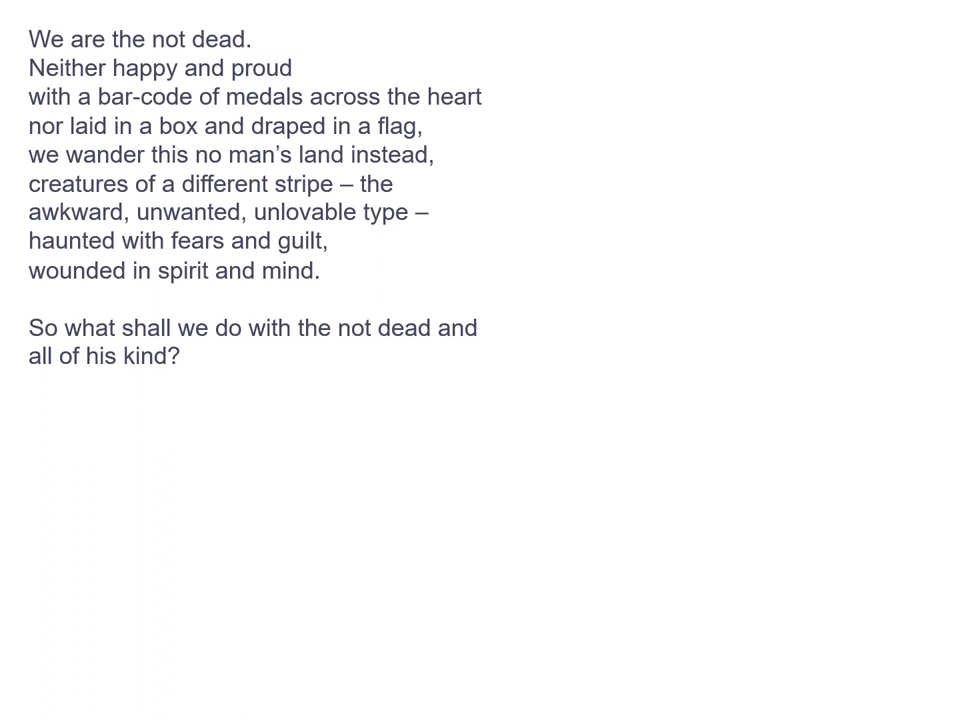 We are the not dead.
Neither happy and proud
with a bar-code of medals across the heart
nor laid in a box and draped in a flag,
we wander this no man’s land instead,
creatures of a different stripe – the
awkward, unwanted, unlovable type –
haunted with fears and guilt,
wounded in spirit and mind.

So what shall we do with the not dead and
all of his kind?